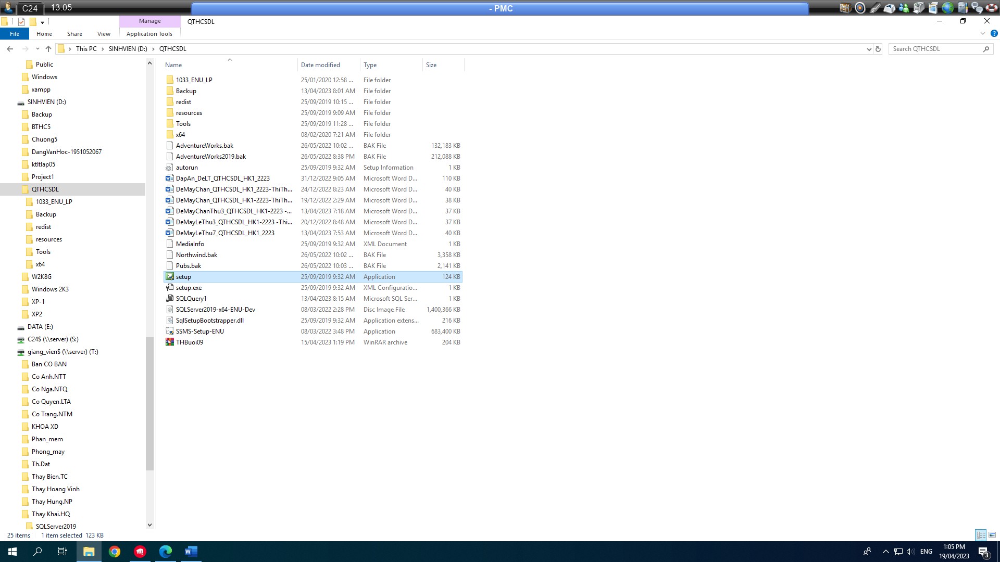 C24 13:05 - PMC
Manage QTHCSDL
File Home Share View Application Tools
This PC SINHVIEN (D:) QTHCSDL Search QTHCSDL
Public
Windows
xampp
SINHVIEN (D:)
Backup
BTHC5
Chuong5
DangVanHoc-1951052067
ktltlap05
Project1
QTHCSDL
1033_ENU_LP
Backup
redist
resources
Tools
x64
W2K8G
Windows 2K3
XP-1
XP2
DATA (E:)
C24$ (\\server) (S:)
giang_vien$ (\\server) (T:)
Ban CO BAN
Co Anh.NTT
Co Nga.NTQ
Co Quyen.LTA
Co Trang.NTM
KHOA XD
Phan_mem
Phong_may
Th.Dat
Thay Bien.TC
Thay Hoang Vinh
Thay Hung.NP
Thay Khai.HQ
SQLServer2019
Name Date modified Type Size
1033_ENU_LP 25/01/2020 12:58 ... File folder
Backup 13/04/2023 8:01 AM File folder
redist 25/09/2019 10:15 ... File folder
resources 25/09/2019 9:09 AM File folder
Tools 25/09/2019 11:28 ... File folder
x64 08/02/2020 7:21 AM File folder
AdventureWorks.bak 26/05/2022 10:02 ... BAK File 132,183 KB
AdventureWorks2019.bak 26/05/2022 8:38 PM BAK File 212,088 KB
autorun 25/09/2019 9:32 AM Setup Information 1 KB
DapAn_DeLT_QTHCSDL_HK1_2223 31/12/2022 9:05 AM Microsoft Word D... 110 KB
DeMayChan_QTHCSDL_HK1_2223-ThiTh... 24/12/2022 8:23 AM Microsoft Word D... 40 KB
DeMayChan_QTHCSDL_HK1-2223-ThiTh... 19/12/2022 2:29 AM Microsoft Word D... 38 KB
DeMayChanThu3_QTHCSDL_HK1-2223 -... 13/04/2023 7:18 AM Microsoft Word D... 37 KB
DeMayLeThu3_QTHCSDL_HK1-2223 -Thi... 20/12/2022 8:48 AM Microsoft Word D... 37 KB
DeMayLeThu7_QTHCSDL_HK1_2223 13/04/2023 7:53 AM Microsoft Word D... 40 KB
MediaInfo 25/09/2019 9:32 AM XML Document 1 KB
Northwind.bak 26/05/2022 10:02 ... BAK File 3,358 KB
Pubs.bak 26/05/2022 10:03 ... BAK File 2,141 KB
setup 25/09/2019 9:32 AM Application 124 KB
setup.exe 25/09/2019 9:32 AM XML Configuratio... 1 KB
SQLQuery1 13/04/2023 8:15 AM Microsoft SQL Ser... 1 KB
SQLServer2019-x64-ENU-Dev 08/03/2022 2:28 PM Disc Image File 1,400,366 KB
SqlSetupBootstrapper.dll 25/09/2019 9:32 AM Application extens... 216 KB
SSMS-Setup-ENU 08/03/2022 3:48 PM Application 683,400 KB
THBuoi09 15/04/2023 1:19 PM WinRAR archive 204 KB
25 items 1 item selected 123 KB
ENG 1:05 PM
19/04/2023
3